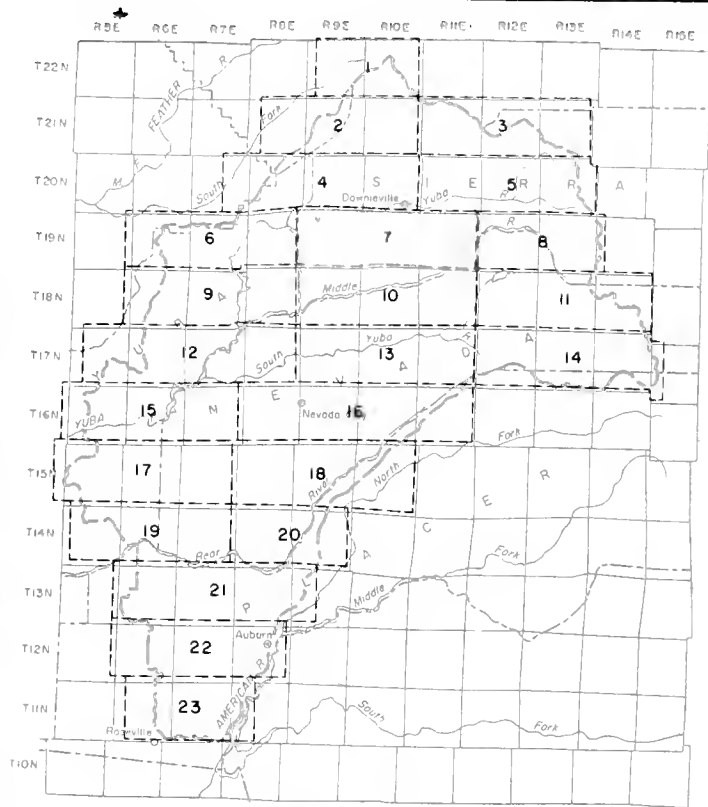 R5E R6E R7E R8E R9E R10E R11E R12E R13E R14E R15E
T22N 1
FEATHER R
T21N 2 3
Fork
M E
T20N 4 S I E 5 R R A
South Downieville Yuba R
T19N 6 7 8 R
T18N 9 Middle 10 11
T17N 12 South Yuba 13 14
Y U B A
N E V A D A
T16N 15 16
YUBA Nevada
Fork
T15N 17 18
River North
T14N 19 20
Bear Fork
P L A C E R
T13N 21 Middle
T12N Auburn 22
T11N 23
AMERICAN R South Fork
Roseville
T10N